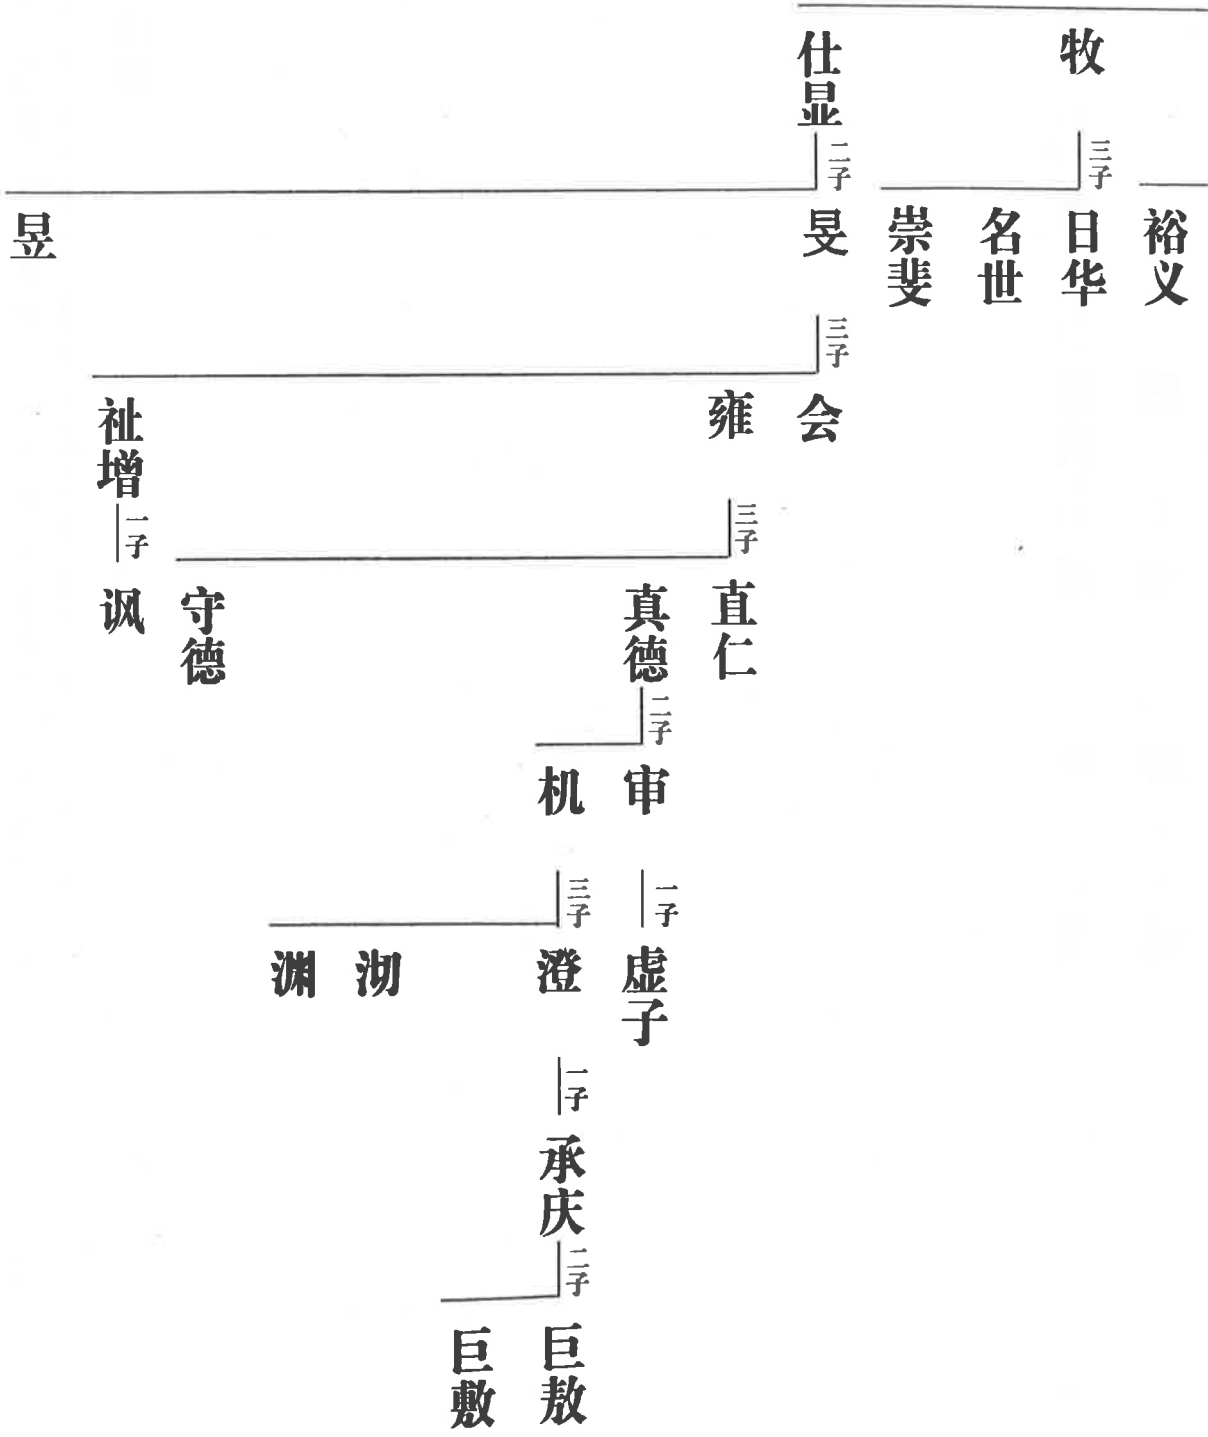 牧
仕显
三子
二子
裕义
日华
名世
崇斐
旻
昱
三子
会
雍
祉增
三子
一子
直仁
真德
守德
讽
二子
审
机
一子
三子
虚子
澄
沏
渊
一子
承庆
二子
巨敖
巨敷